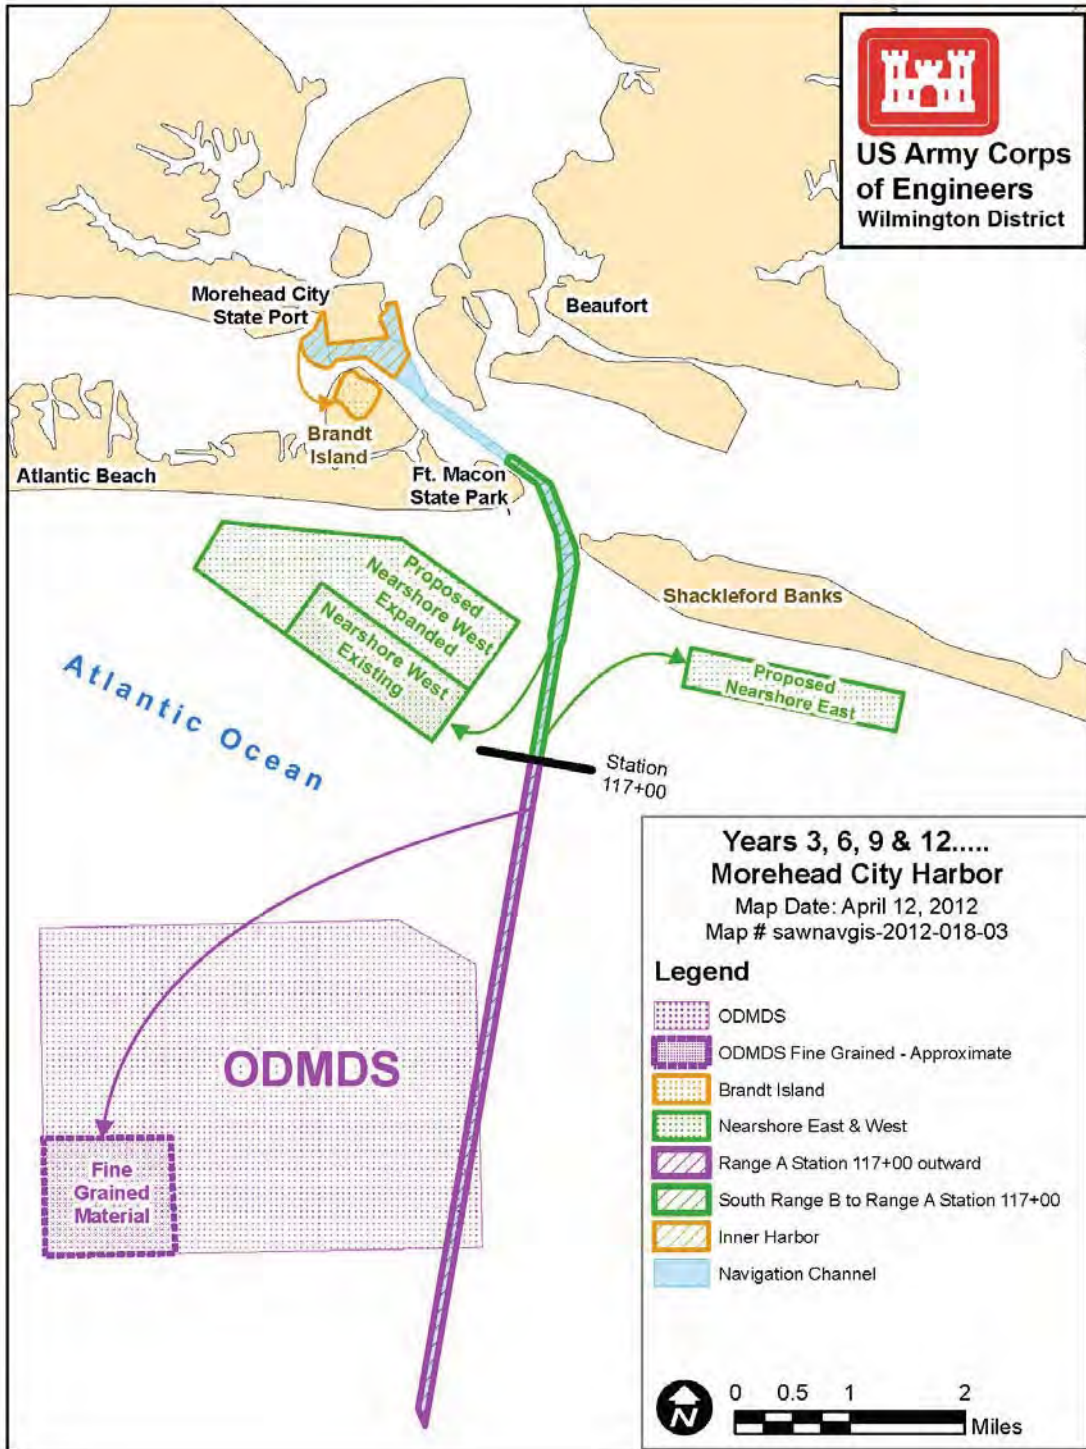 US Army Corps
of Engineers
Wilmington District
Morehead City
State Port
Beaufort
Brandt
Island
Atlantic Beach
Ft. Macon
State Park
Proposed
Nearshore West
Expanded
Nearshore West
Existing
Shackleford Banks
Proposed
Nearshore East
Atlantic Ocean
Station
117+00
ODMDS
Fine
Grained
Material
Years 3, 6, 9 & 12.....
Morehead City Harbor
Map Date: April 12, 2012
Map # sawnavgis-2012-018-03
Legend
ODMDS
ODMDS Fine Grained - Approximate
Brandt Island
Nearshore East & West
Range A Station 117+00 outward
South Range B to Range A Station 117+00
Inner Harbor
Navigation Channel
N
0 0.5 1 2
Miles